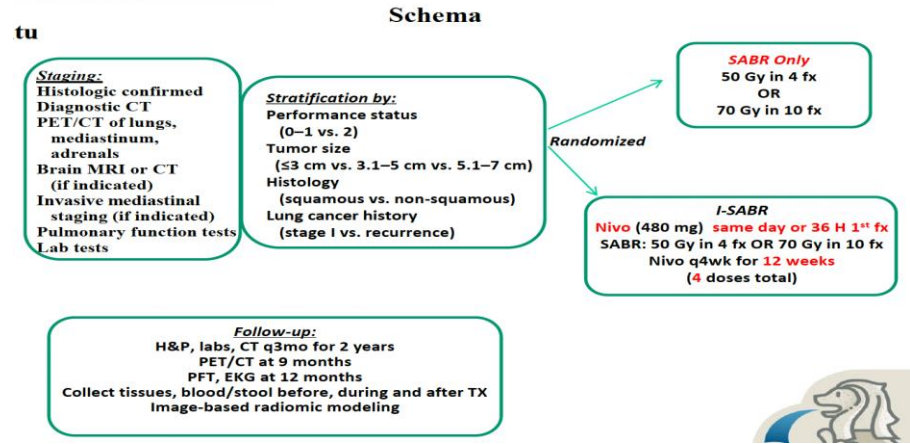 Schema
tu
Staging:
Histologic confirmed
Diagnostic CT
PET/CT of lungs,
mediastinum,
adrenals
Brain MRI or CT
(if indicated)
Invasive mediastinal
staging (if indicated)
Pulmonary function tests
Lab tests
Stratification by:
Performance status
(0–1 vs. 2)
Tumor size
(≤3 cm vs. 3.1–5 cm vs. 5.1–7 cm)
Histology
(squamous vs. non-squamous)
Lung cancer history
(stage I vs. recurrence)
Randomized
SABR Only
50 Gy in 4 fx
OR
70 Gy in 10 fx
I-SABR
Nivo (480 mg) same day or 36 H 1st fx
SABR: 50 Gy in 4 fx OR 70 Gy in 10 fx
Nivo q4wk for 12 weeks
(4 doses total)
Follow-up:
H&P, labs, CT q3mo for 2 years
PET/CT at 9 months
PFT, EKG at 12 months
Collect tissues, blood/stool before, during and after TX
Image-based radiomic modeling